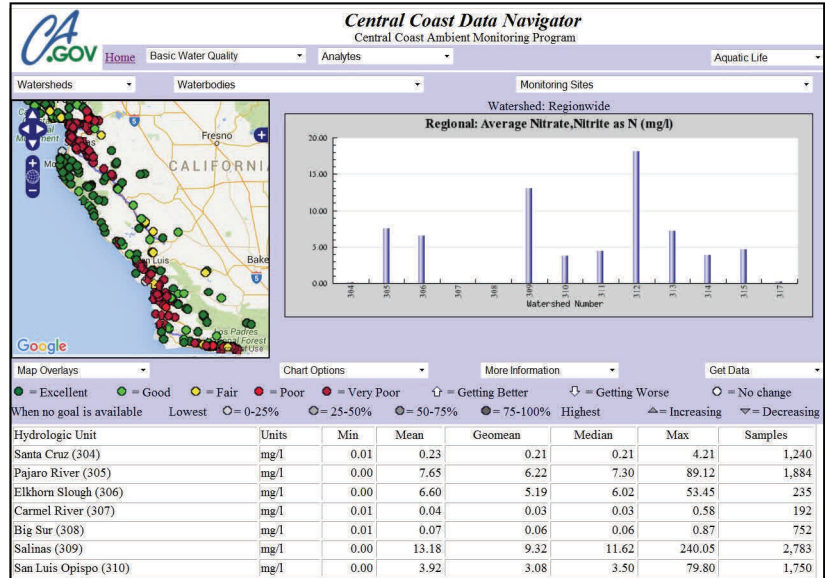 CA
.GOV
Central Coast Data Navigator
Central Coast Ambient Monitoring Program
Home Basic Water Quality Analytes Aquatic Life
Watersheds Waterbodies Monitoring Sites
Fresno
CALIFORNI
San Luis
Bake
Los Padres
National Forest
Use
Google
Watershed: Regionwide
Regional: Average Nitrate,Nitrite as N (mg/l)
20.00
15.00
10.00
5.00
0.00
304 305 306 307 308 309 310 311 312 313 314 315 317
Watershed Number
Map Overlays Chart Options More Information Get Data
= Excellent = Good = Fair = Poor = Very Poor = Getting Better = Getting Worse = No change
When no goal is available Lowest = 0-25% = 25-50% = 50-75% = 75-100% Highest = Increasing = Decreasing
Hydrologic Unit Units Min Mean Geomean Median Max Samples
Santa Cruz (304) mg/l 0.01 0.23 0.21 0.21 4.21 1,240
Pajaro River (305) mg/l 0.00 7.65 6.22 7.30 89.12 1,884
Elkhorn Slough (306) mg/l 0.00 6.60 5.19 6.02 53.45 235
Carmel River (307) mg/l 0.01 0.04 0.03 0.03 0.58 192
Big Sur (308) mg/l 0.01 0.07 0.06 0.06 0.87 752
Salinas (309) mg/l 0.00 13.18 9.32 11.62 240.05 2,783
San Luis Opispo (310) mg/l 0.00 3.92 3.08 3.50 79.80 1,750